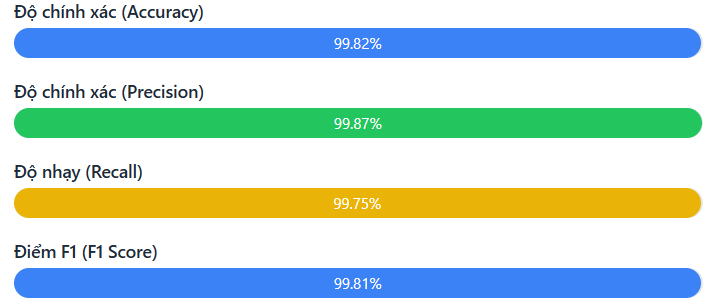 Độ chính xác (Accuracy)
99.82%
Độ chính xác (Precision)
99.87%
Độ nhạy (Recall)
99.75%
Điểm F1 (F1 Score)
99.81%